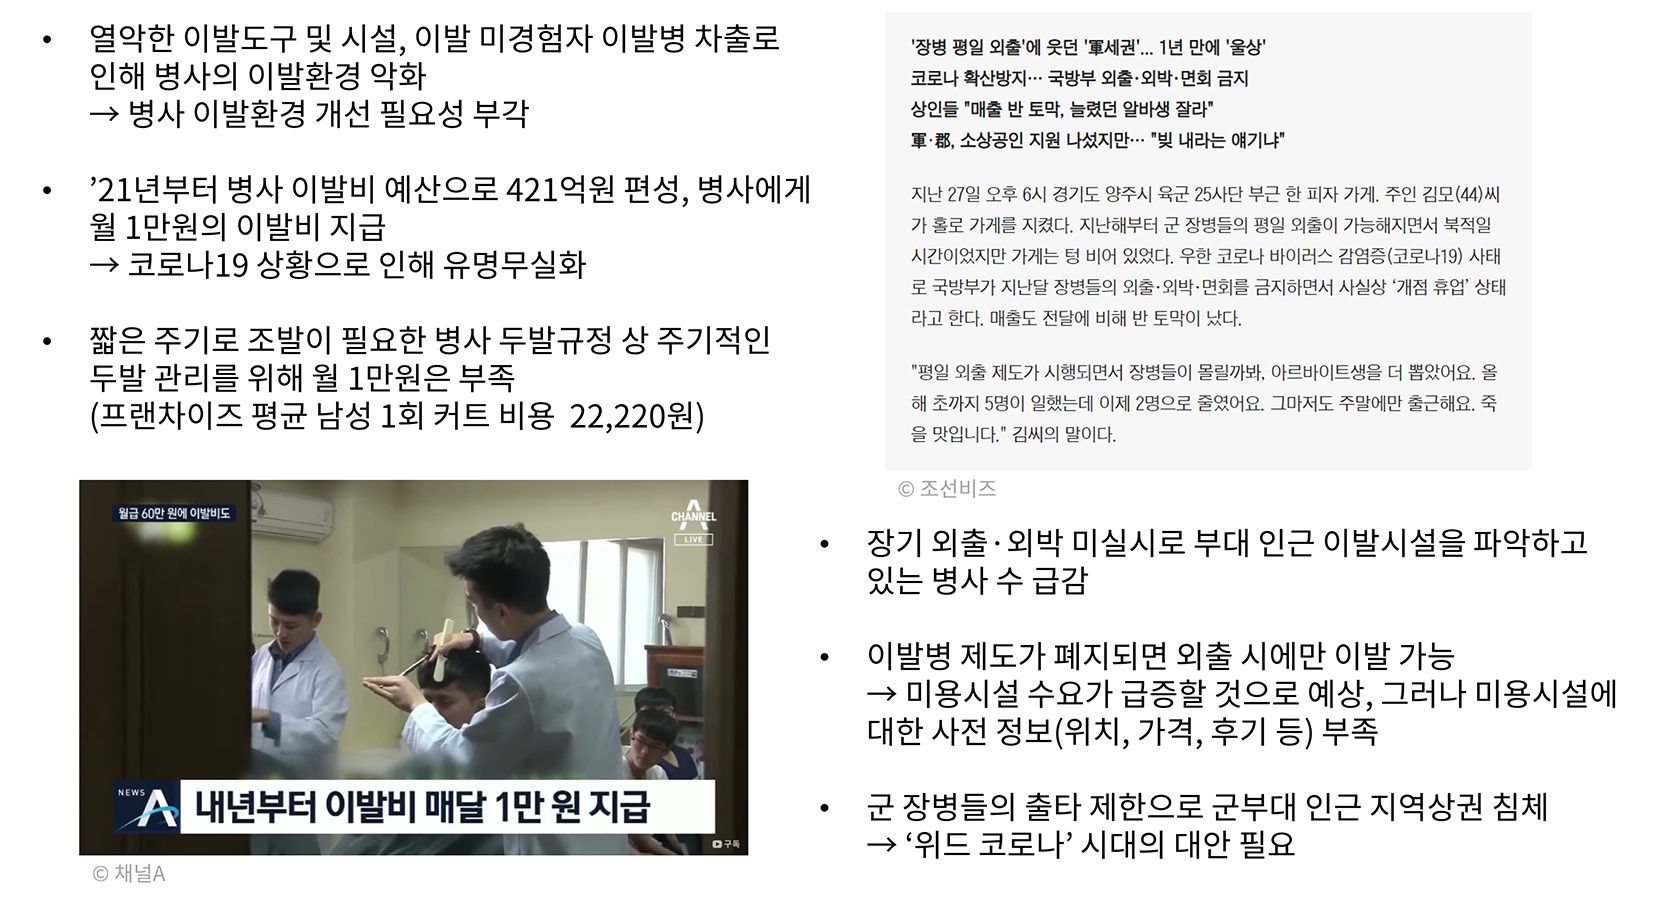 • 열악한 이발도구 및 시설, 이발 미경험자 이발병 차출로
인해 병사의 이발환경 악화
→ 병사 이발환경 개선 필요성 부각
• ’21년부터 병사 이발비 예산으로 421억원 편성, 병사에게
월 1만원의 이발비 지급
→ 코로나19 상황으로 인해 유명무실화
• 짧은 주기로 조발이 필요한 병사 두발규정 상 주기적인
두발 관리를 위해 월 1만원은 부족
(프랜차이즈 평균 남성 1회 커트 비용 22,220원)
월급 60만 원에 이발비도
CHANNEL A
LIVE
NEWS A
내년부터 이발비 매달 1만 원 지급
구독
© 채널A
'장병 평일 외출'에 웃던 '軍세권'... 1년 만에 '울상'
코로나 확산방지… 국방부 외출·외박·면회 금지
상인들 "매출 반 토막, 늘렸던 알바생 잘라"
軍·郡, 소상공인 지원 나섰지만… "빚 내라는 얘기냐"
지난 27일 오후 6시 경기도 양주시 육군 25사단 부근 한 피자 가게. 주인 김모(44)씨
가 홀로 가게를 지켰다. 지난해부터 군 장병들의 평일 외출이 가능해지면서 북적일
시간이었지만 가게는 텅 비어 있었다. 우한 코로나 바이러스 감염증(코로나19) 사태
로 국방부가 지난달 장병들의 외출·외박·면회를 금지하면서 사실상 ‘개점 휴업’ 상태
라고 한다. 매출도 전달에 비해 반 토막이 났다.
"평일 외출 제도가 시행되면서 장병들이 몰릴까봐, 아르바이트생을 더 뽑았어요. 올
해 초까지 5명이 일했는데 이제 2명으로 줄였어요. 그마저도 주말에만 출근해요. 죽
을 맛입니다." 김씨의 말이다.
© 조선비즈
• 장기 외출·외박 미실시로 부대 인근 이발시설을 파악하고
있는 병사 수 급감
• 이발병 제도가 폐지되면 외출 시에만 이발 가능
→ 미용시설 수요가 급증할 것으로 예상, 그러나 미용시설에
대한 사전 정보(위치, 가격, 후기 등) 부족
• 군 장병들의 출타 제한으로 군부대 인근 지역상권 침체
→ ‘위드 코로나’ 시대의 대안 필요